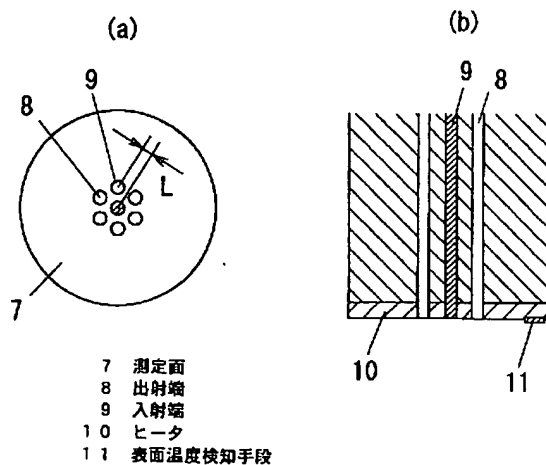 (a)
(b)
9
8
L
7
9
8
10
11
7 測定面
8 出射端
9 入射端
10 ヒータ
11 表面温度検知手段